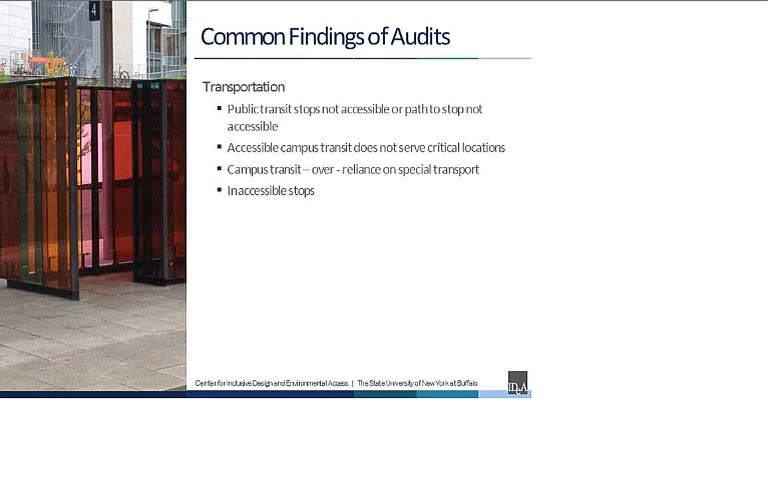 4
Common Findings of Audits
Transportation
▪ Public transit stops not accessible or path to stop not
accessible
▪ Accessible campus transit does not serve critical locations
▪ Campus transit – over - reliance on special transport
▪ Inaccessible stops
Center for Inclusive Design and Environmental Access | The State University of New York at Buffalo
IDeA